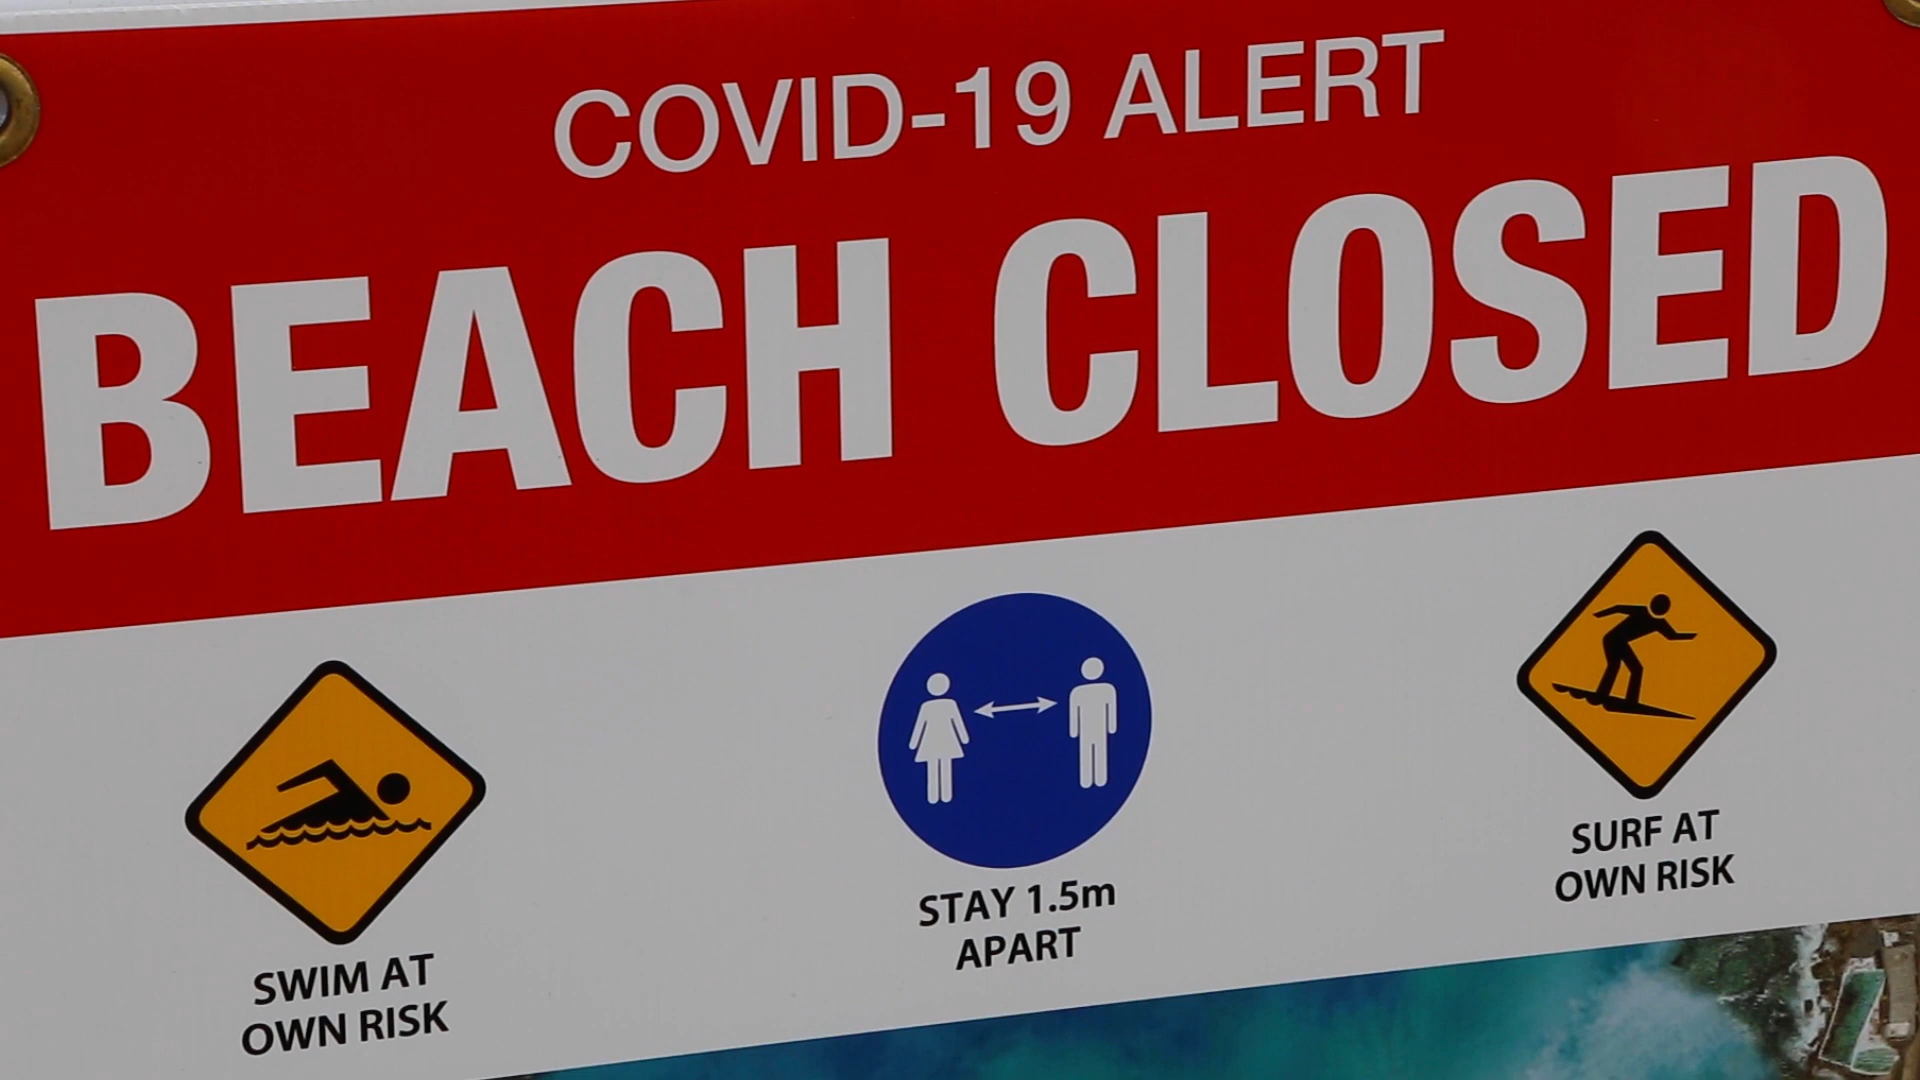 COVID-19 ALERT
BEACH CLOSED
SWIM AT
OWN RISK
STAY 1.5m
APART
SURF AT
OWN RISK